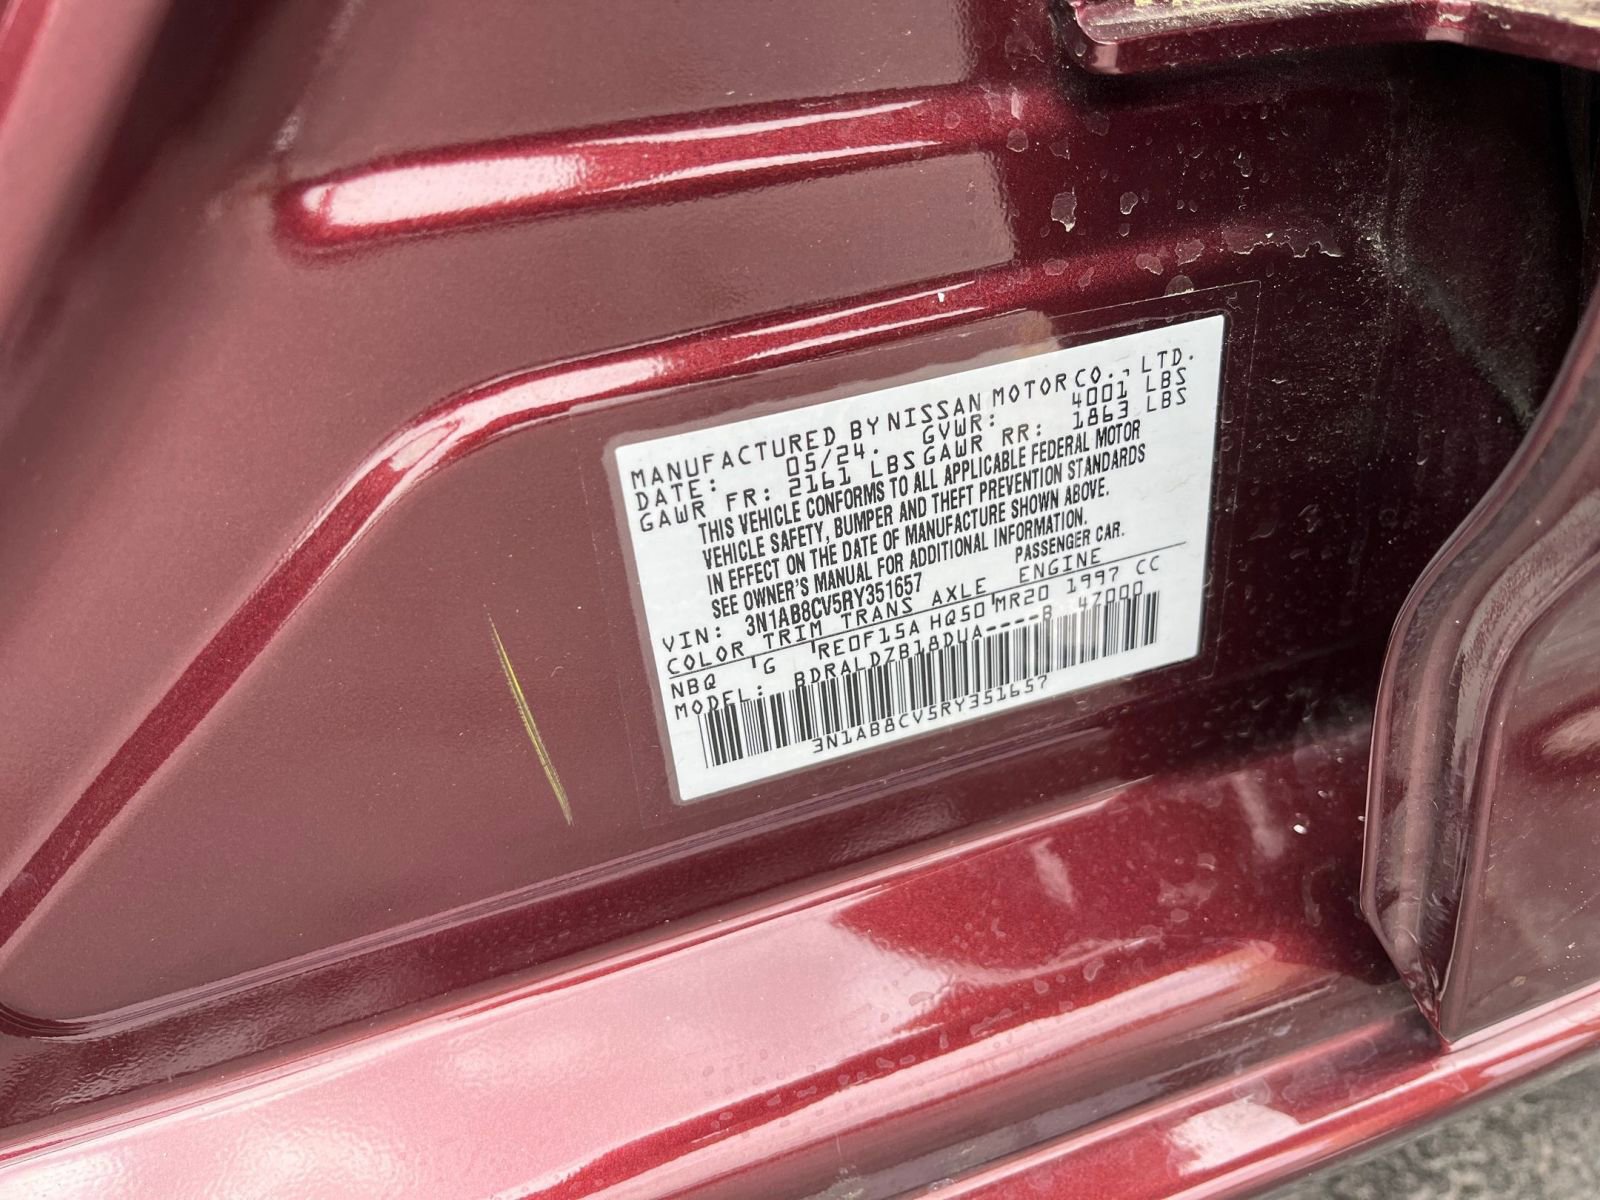 MANUFACTURED BY NISSAN MOTOR CO., LTD.
DATE: 05/24. GVWR: 4001 LBS
GAWR FR: 2161 LBS GAWR RR: 1863 LBS
THIS VEHICLE CONFORMS TO ALL APPLICABLE FEDERAL MOTOR
VEHICLE SAFETY, BUMPER AND THEFT PREVENTION STANDARDS
IN EFFECT ON THE DATE OF MANUFACTURE SHOWN ABOVE.
SEE OWNER'S MANUAL FOR ADDITIONAL INFORMATION.
VIN: 3N1AB8CV5RY351657 PASSENGER CAR.
COLOR TRIM TRANS AXLE ENGINE
NBQ G RE0F15A HQ50 MR20 1997 CC
MODEL: BDRALDZB18DUA----B 47000
3N1AB8CV5RY351657